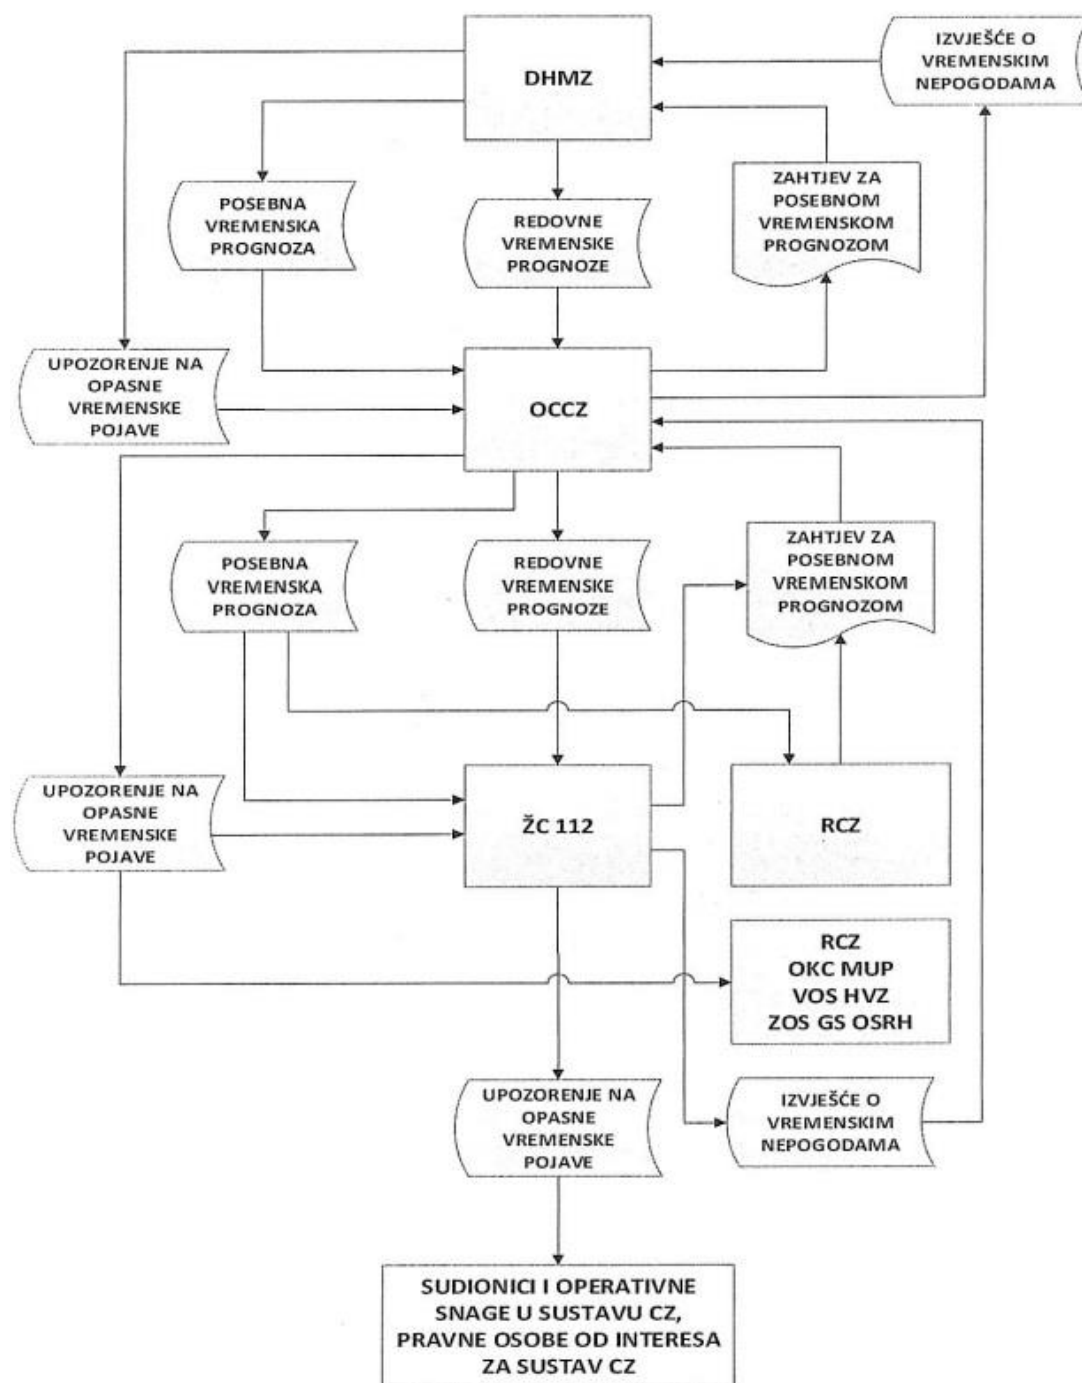 DHMZ
IZVJEŠĆE O
VREMENSKIM
NEPOGODAMA
POSEBNA
VREMENSKA
PROGNOZA
REDOVNE
VREMENSKE
PROGNOZE
ZAHTJEV ZA
POSEBNOM
VREMENSKOM
PROGNOZOM
UPOZORENJE NA
OPASNE
VREMENSKE
POJAVE
OCCZ
POSEBNA
VREMENSKA
PROGNOZA
REDOVNE
VREMENSKE
PROGNOZE
ZAHTJEV ZA
POSEBNOM
VREMENSKOM
PROGNOZOM
UPOZORENJE NA
OPASNE
VREMENSKE
POJAVE
ŽC 112
RCZ
RCZ
OKC MUP
VOS HVZ
ZOS GS OSRH
UPOZORENJE NA
OPASNE
VREMENSKE
POJAVE
IZVJEŠĆE O
VREMENSKIM
NEPOGODAMA
SUDIONICI I OPERATIVNE
SNAGE U SUSTAVU CZ,
PRAVNE OSOBE OD INTERESA
ZA SUSTAV CZ